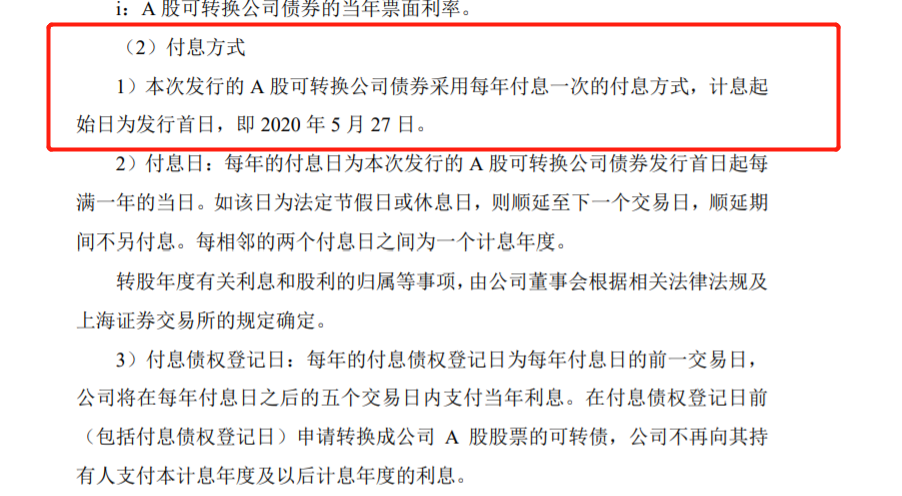 i：A 股可转换公司债券的当年票面利率。
（2）付息方式
1）本次发行的 A 股可转换公司债券采用每年付息一次的付息方式，计息起
始日为发行首日，即 2020 年 5 月 27 日。
2）付息日：每年的付息日为本次发行的 A 股可转换公司债券发行首日起每
满一年的当日。如该日为法定节假日或休息日，则顺延至下一个交易日，顺延期
间不另付息。每相邻的两个付息日之间为一个计息年度。
转股年度有关利息和股利的归属等事项，由公司董事会根据相关法律法规及
上海证券交易所的规定确定。
3）付息债权登记日：每年的付息债权登记日为每年付息日的前一交易日，
公司将在每年付息日之后的五个交易日内支付当年利息。在付息债权登记日前
（包括付息债权登记日）申请转换成公司 A 股股票的可转债，公司不再向其持
有人支付本计息年度及以后计息年度的利息。